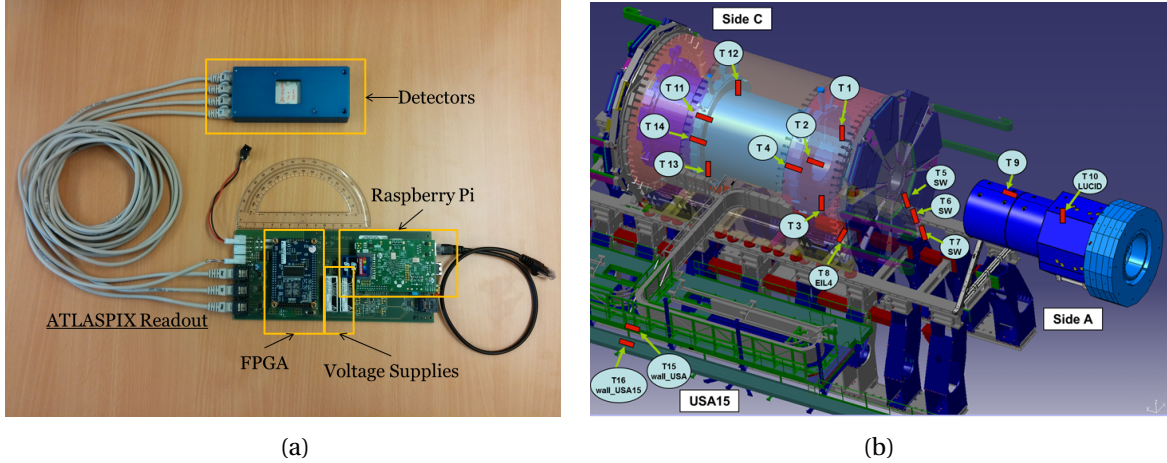 Detectors
Raspberry Pi
ATLASPIX Readout
FPGA
Voltage Supplies
(a)
Side C
T 12
T 11
T 1
T 2
T 14
T 4
T 13
T 9
T 10
LUCID
T 5
SW
T 6
SW
T 3
T 7
SW
T 8
EIL4
Side A
T15
wall_USA
T16
wall_USA15
USA15
(b)